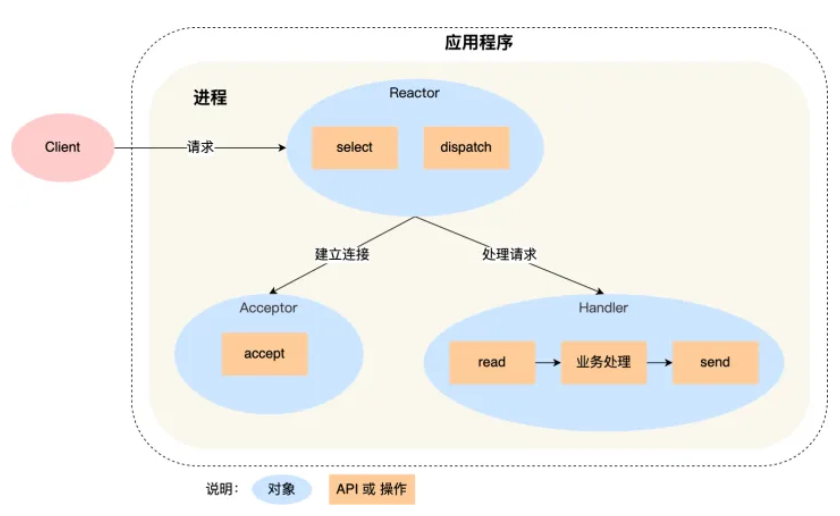 应用程序
进程
Reactor
Client
请求
select
dispatch
建立连接
处理请求
Acceptor
Handler
accept
read
业务处理
send
说明：
对象
API 或 操作